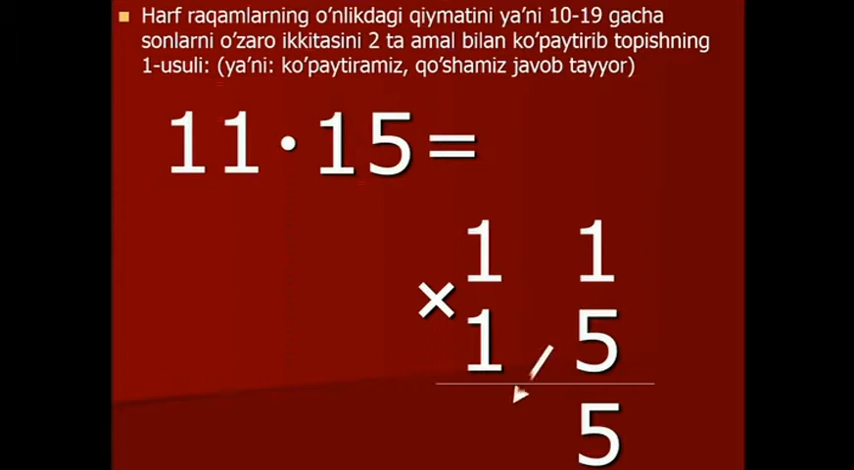 Harf raqamlarning o’nlikdagi qiymatini ya’ni 10-19 gacha
sonlarni o’zaro ikkitasini 2 ta amal bilan ko’paytirib topishning
1-usuli: (ya’ni: ko’paytiramiz, qo’shamiz javob tayyor)
11·15=
1 1
×
1 5
5